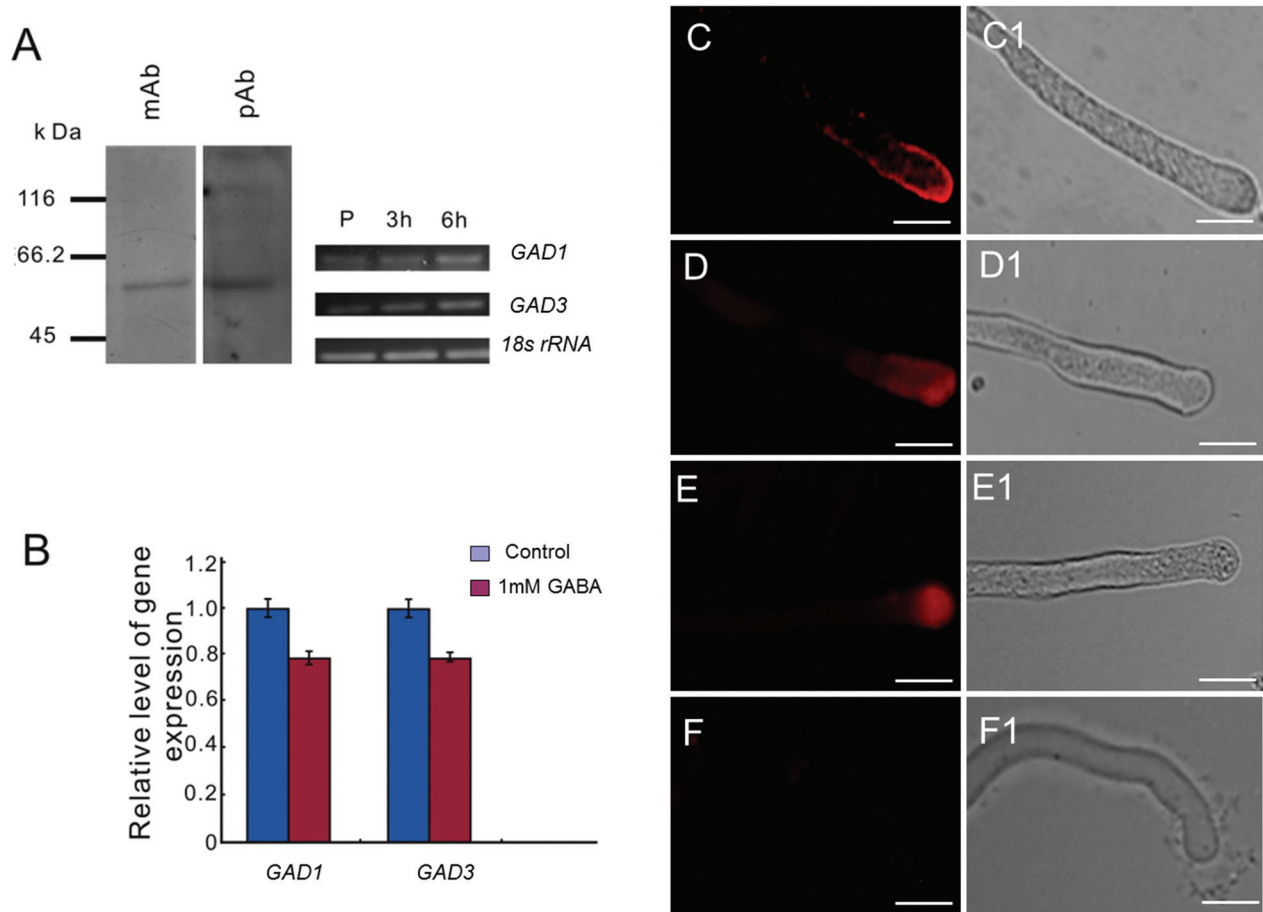 A
mAb
pAb
k Da
116
66.2
45
P 3h 6h
GAD1
GAD3
18s rRNA
B
Relative level of gene
expression
1.2
1.0
0.8
0.6
0.4
0.2
0
Control
1mM GABA
GAD1 GAD3
C C1
D D1
E E1
F F1